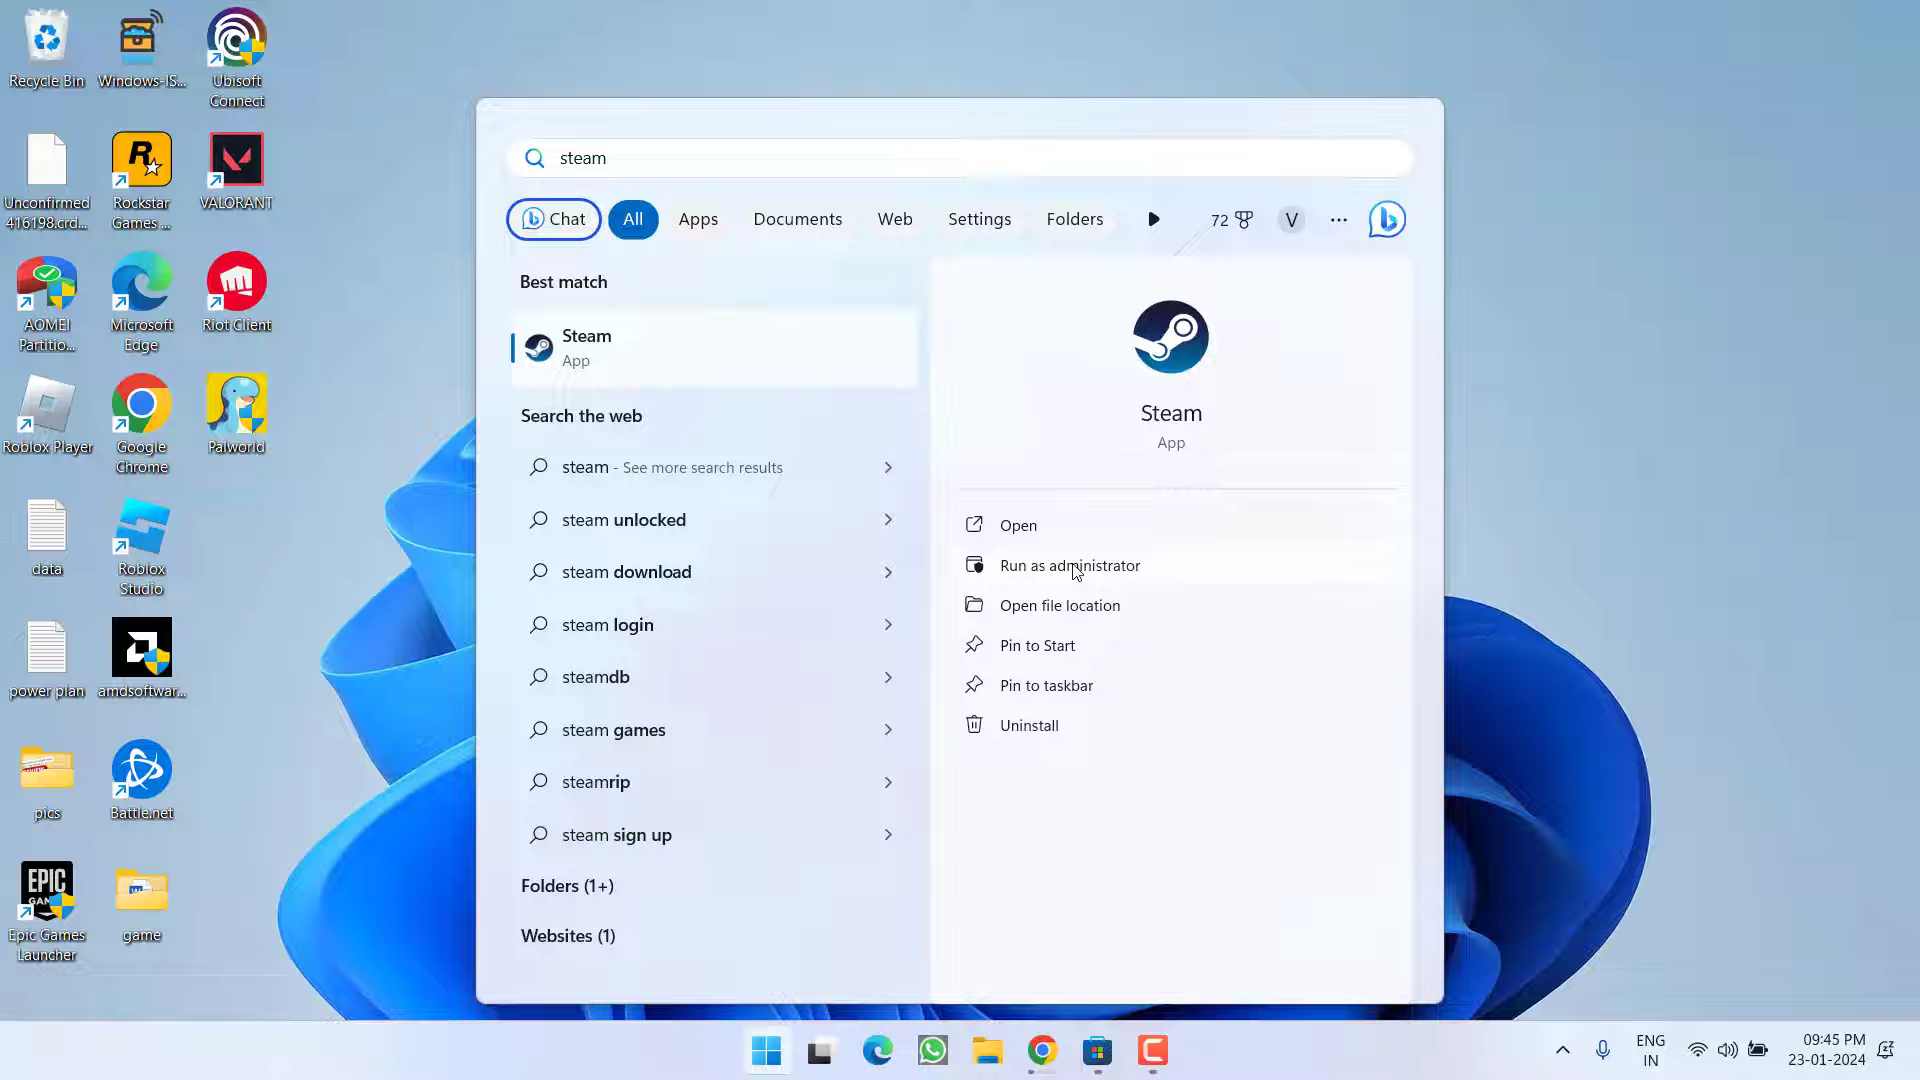 Recycle Bin
Windows-IS...
Ubisoft
Connect
Unconfirmed
416198.crd...
Rockstar
Games ...
VALORANT
AOMEI
Partitio...
Microsoft
Edge
Riot Client
Roblox Player
Google
Chrome
Palworld
data
Roblox
Studio
power plan
amdsoftwar...
pics
Battle.net
EPIC
GAMES
Epic Games
Launcher
game
steam
Chat
All
Apps
Documents
Web
Settings
Folders
72
V
Best match
Steam
App
Search the web
steam - See more search results
steam unlocked
steam download
steam login
steamdb
steam games
steamrip
steam sign up
Folders (1+)
Websites (1)
Steam
App
Open
Run as administrator
Open file location
Pin to Start
Pin to taskbar
Uninstall
ENG
IN
09:45 PM
23-01-2024